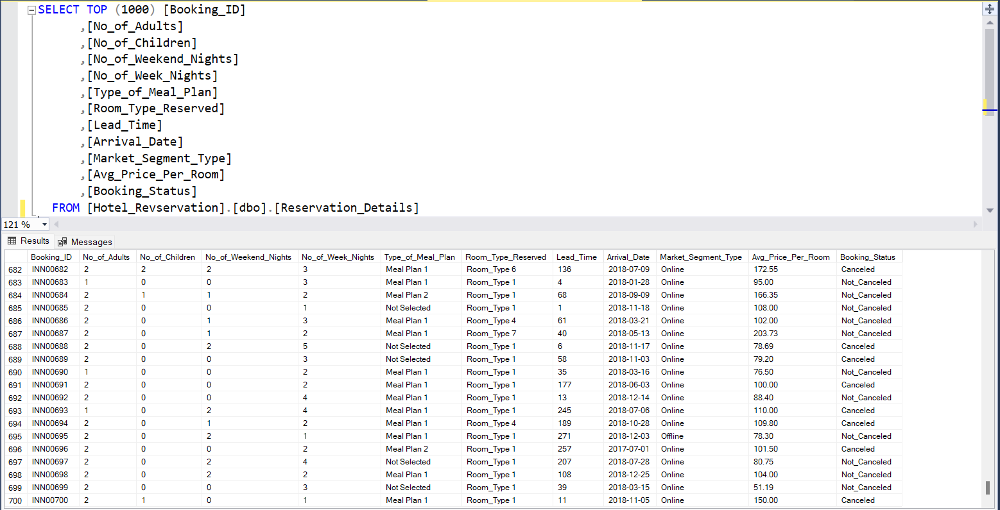 SELECT TOP (1000) [Booking_ID]
,[No_of_Adults]
,[No_of_Children]
,[No_of_Weekend_Nights]
,[No_of_Week_Nights]
,[Type_of_Meal_Plan]
,[Room_Type_Reserved]
,[Lead_Time]
,[Arrival_Date]
,[Market_Segment_Type]
,[Avg_Price_Per_Room]
,[Booking_Status]
FROM [Hotel_Revservation].[dbo].[Reservation_Details]
121 %
Results Messages
Booking_ID No_of_Adults No_of_Children No_of_Weekend_Nights No_of_Week_Nights Type_of_Meal_Plan Room_Type_Reserved Lead_Time Arrival_Date Market_Segment_Type Avg_Price_Per_Room Booking_Status
682 INN00682 2 2 2 3 Meal Plan 1 Room_Type 6 136 2018-07-09 Online 172.55 Canceled
683 INN00683 1 0 0 3 Meal Plan 1 Room_Type 1 4 2018-01-28 Online 95.00 Not_Canceled
684 INN00684 2 1 1 2 Meal Plan 2 Room_Type 1 68 2018-09-09 Online 166.35 Not_Canceled
685 INN00685 2 0 0 1 Not Selected Room_Type 1 1 2018-11-18 Online 108.00 Not_Canceled
686 INN00686 2 0 1 3 Meal Plan 1 Room_Type 4 61 2018-03-21 Online 102.00 Not_Canceled
687 INN00687 2 0 1 2 Meal Plan 1 Room_Type 7 40 2018-05-13 Online 203.73 Not_Canceled
688 INN00688 2 0 2 5 Not Selected Room_Type 1 6 2018-11-17 Online 78.69 Canceled
689 INN00689 2 0 0 3 Not Selected Room_Type 1 58 2018-11-03 Online 79.20 Canceled
690 INN00690 1 0 0 2 Meal Plan 1 Room_Type 1 35 2018-03-16 Online 76.50 Not_Canceled
691 INN00691 2 0 0 2 Meal Plan 1 Room_Type 1 177 2018-06-03 Online 100.00 Canceled
692 INN00692 2 0 0 4 Meal Plan 1 Room_Type 1 13 2018-12-14 Online 88.40 Not_Canceled
693 INN00693 1 0 2 4 Meal Plan 1 Room_Type 1 245 2018-07-06 Online 110.00 Canceled
694 INN00694 2 0 1 2 Meal Plan 1 Room_Type 4 189 2018-10-28 Online 109.80 Canceled
695 INN00695 2 0 2 1 Meal Plan 1 Room_Type 1 271 2018-12-03 Offline 78.30 Not_Canceled
696 INN00696 2 0 0 2 Meal Plan 2 Room_Type 1 257 2017-07-01 Online 101.50 Canceled
697 INN00697 2 0 2 4 Not Selected Room_Type 1 207 2018-07-28 Online 80.75 Not_Canceled
698 INN00698 2 0 2 2 Meal Plan 1 Room_Type 1 108 2018-12-25 Online 104.00 Not_Canceled
699 INN00699 2 0 0 3 Not Selected Room_Type 1 39 2018-03-15 Online 51.19 Not_Canceled
700 INN00700 2 1 0 1 Meal Plan 1 Room_Type 1 11 2018-11-05 Online 150.00 Canceled